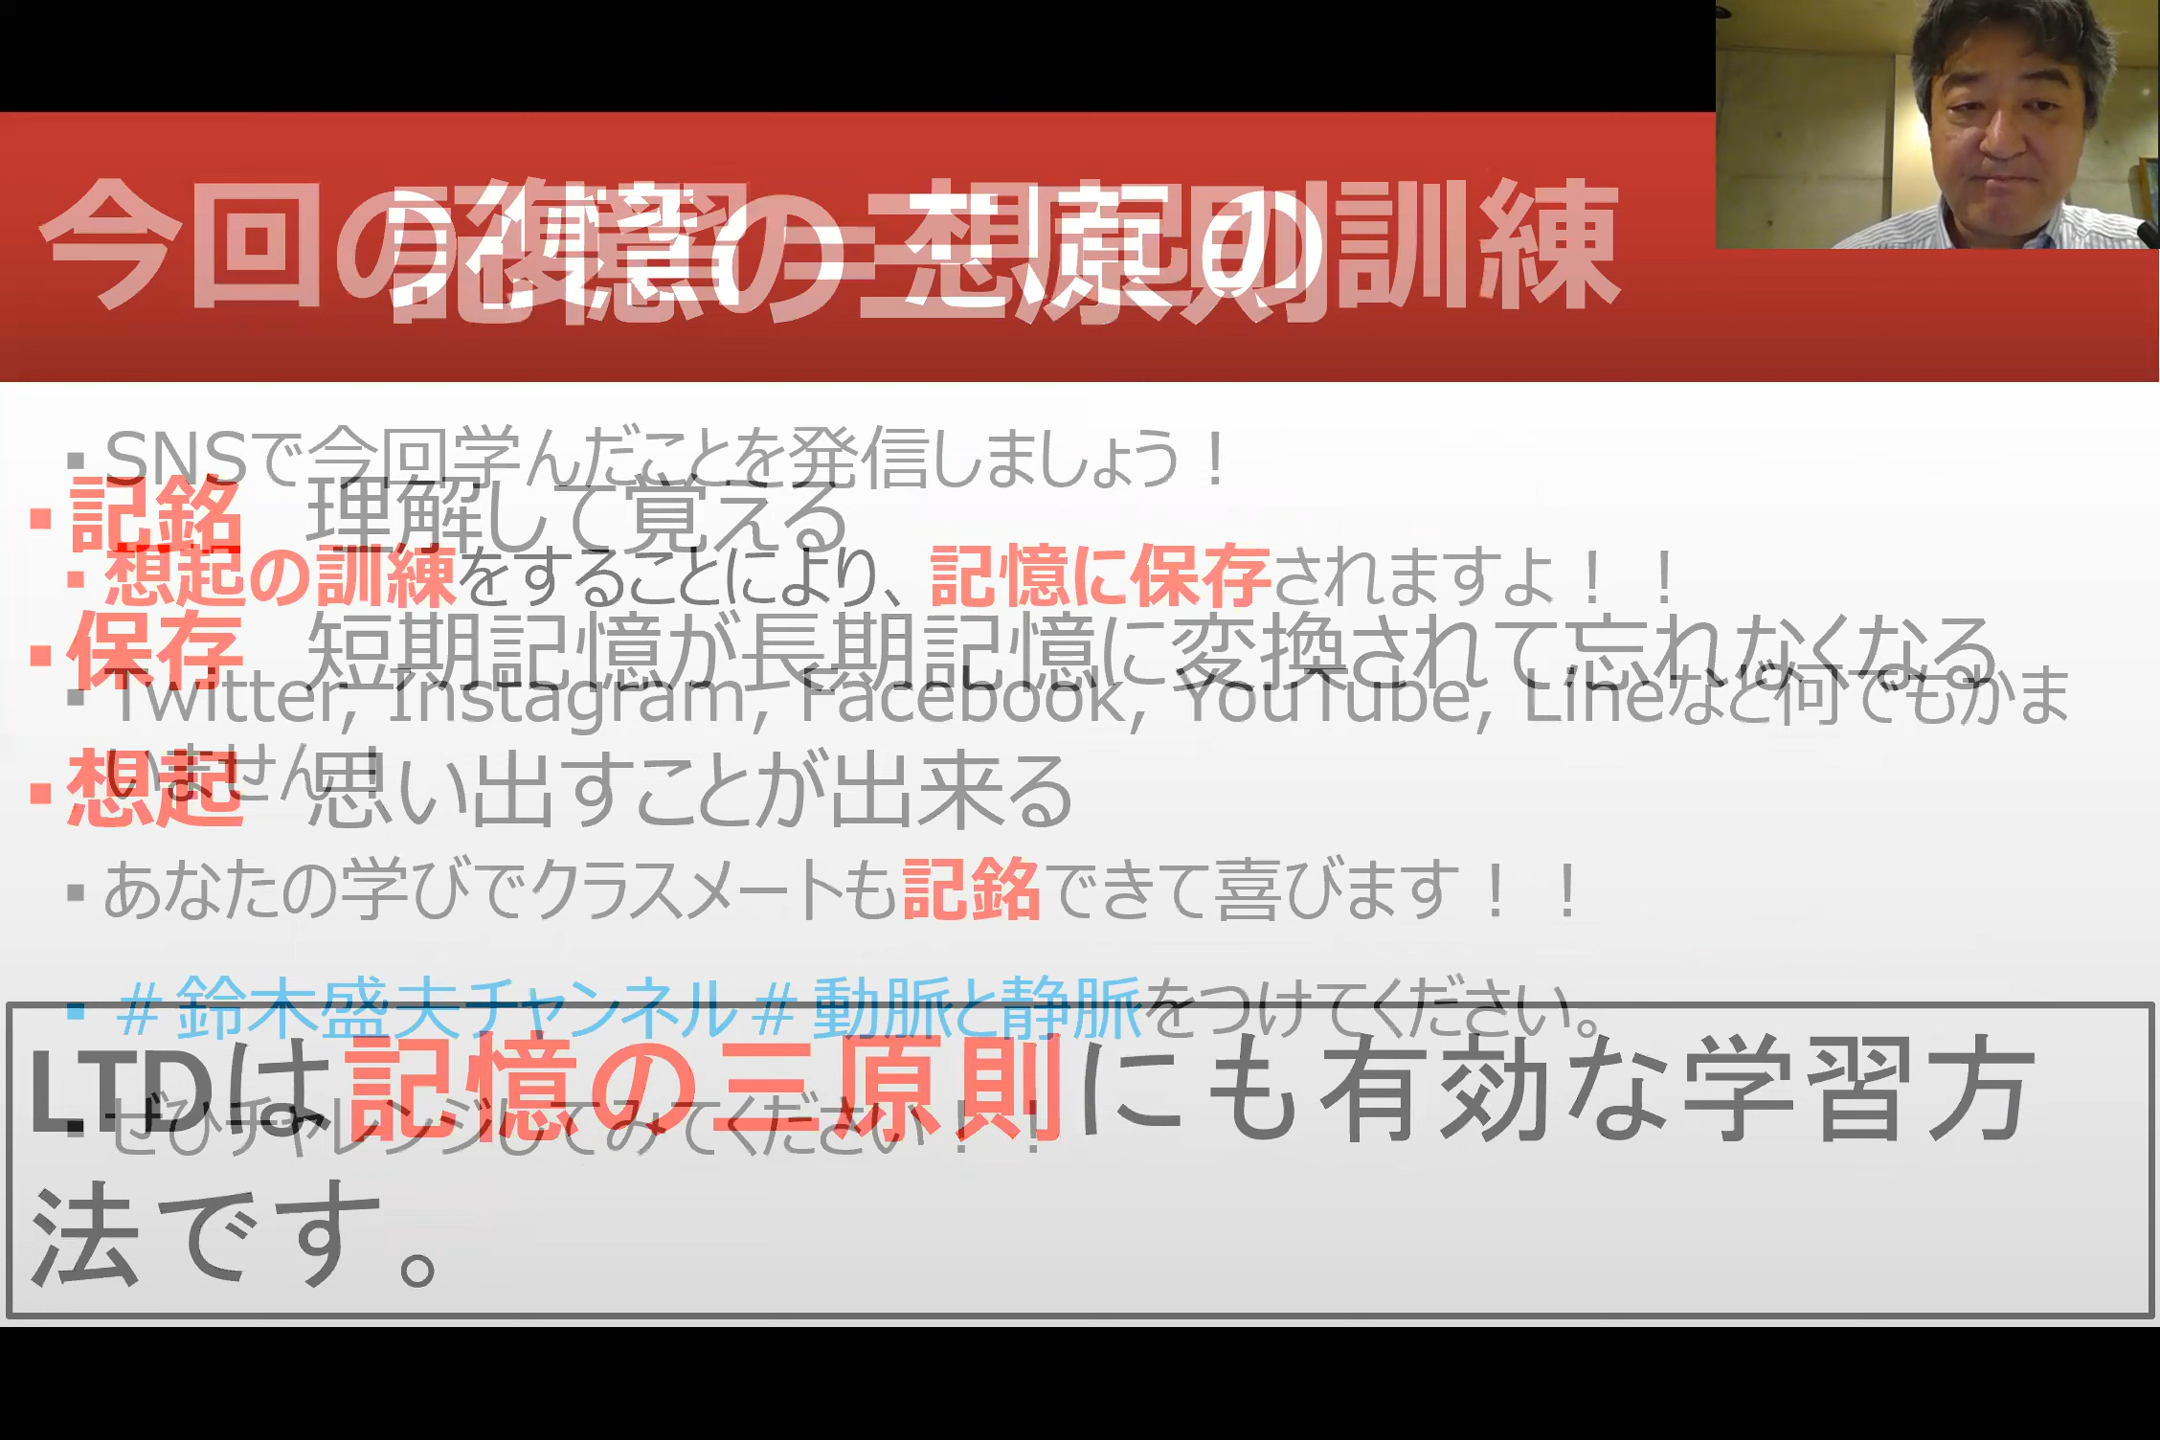 今回の復習 想起の訓練
記憶の三原則
▪SNSで今回学んだことを発信しましょう！
▪想起の訓練をすることにより、記憶に保存されますよ！！
▪Twitter, Instagram, Facebook, YouTube, Lineなど何でもかま
いません！
▪あなたの学びでクラスメートも記銘できて喜びます！！
▪＃鈴木盛夫チャンネル＃動脈と静脈をつけてください。
▪ぜひチャレンジしてみてください！！
▪記銘　理解して覚える
▪保存　短期記憶が長期記憶に変換されて忘れなくなる
▪想起　思い出すことが出来る
LTDは記憶の三原則にも有効な学習方
法です。